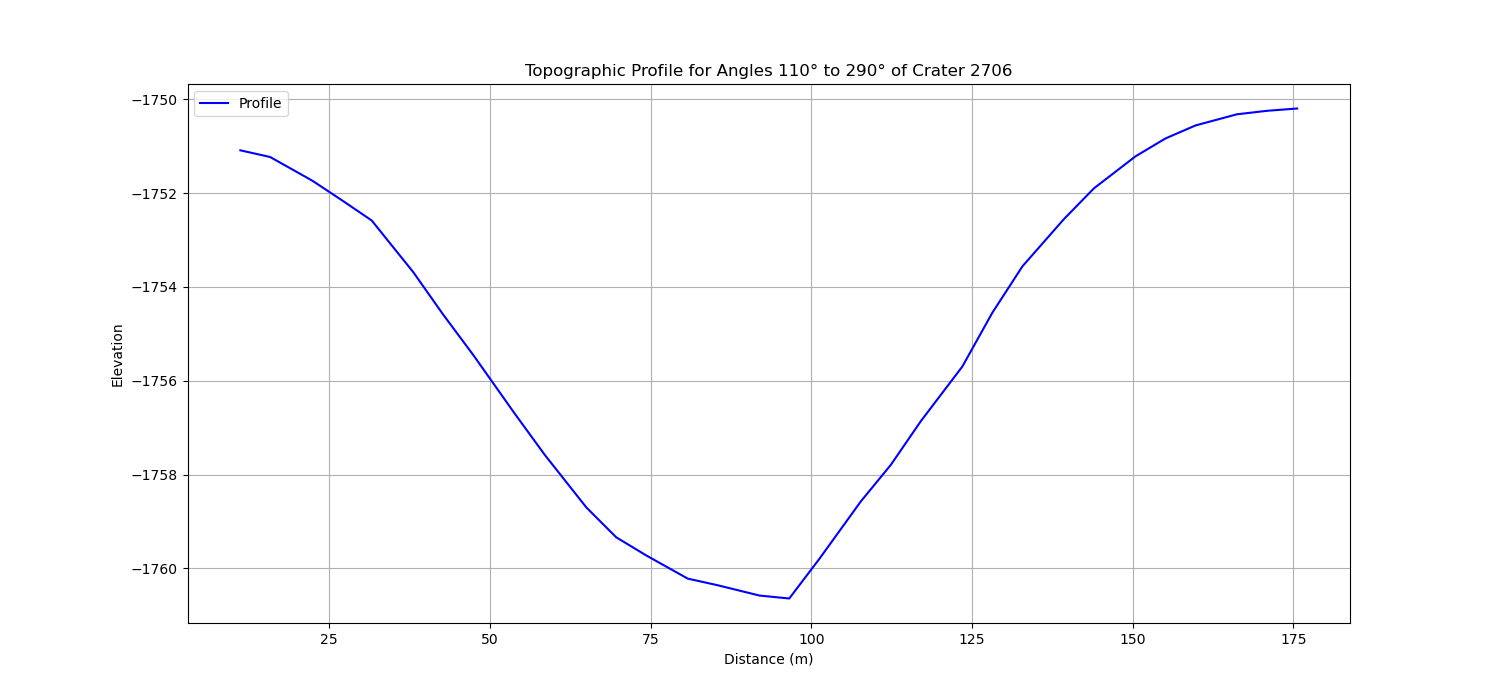 Topographic Profile for Angles 110° to 290° of Crater 2706
Profile
−1750
−1752
−1754
−1756
−1758
−1760
Elevation
25 50 75 100 125 150 175
Distance (m)